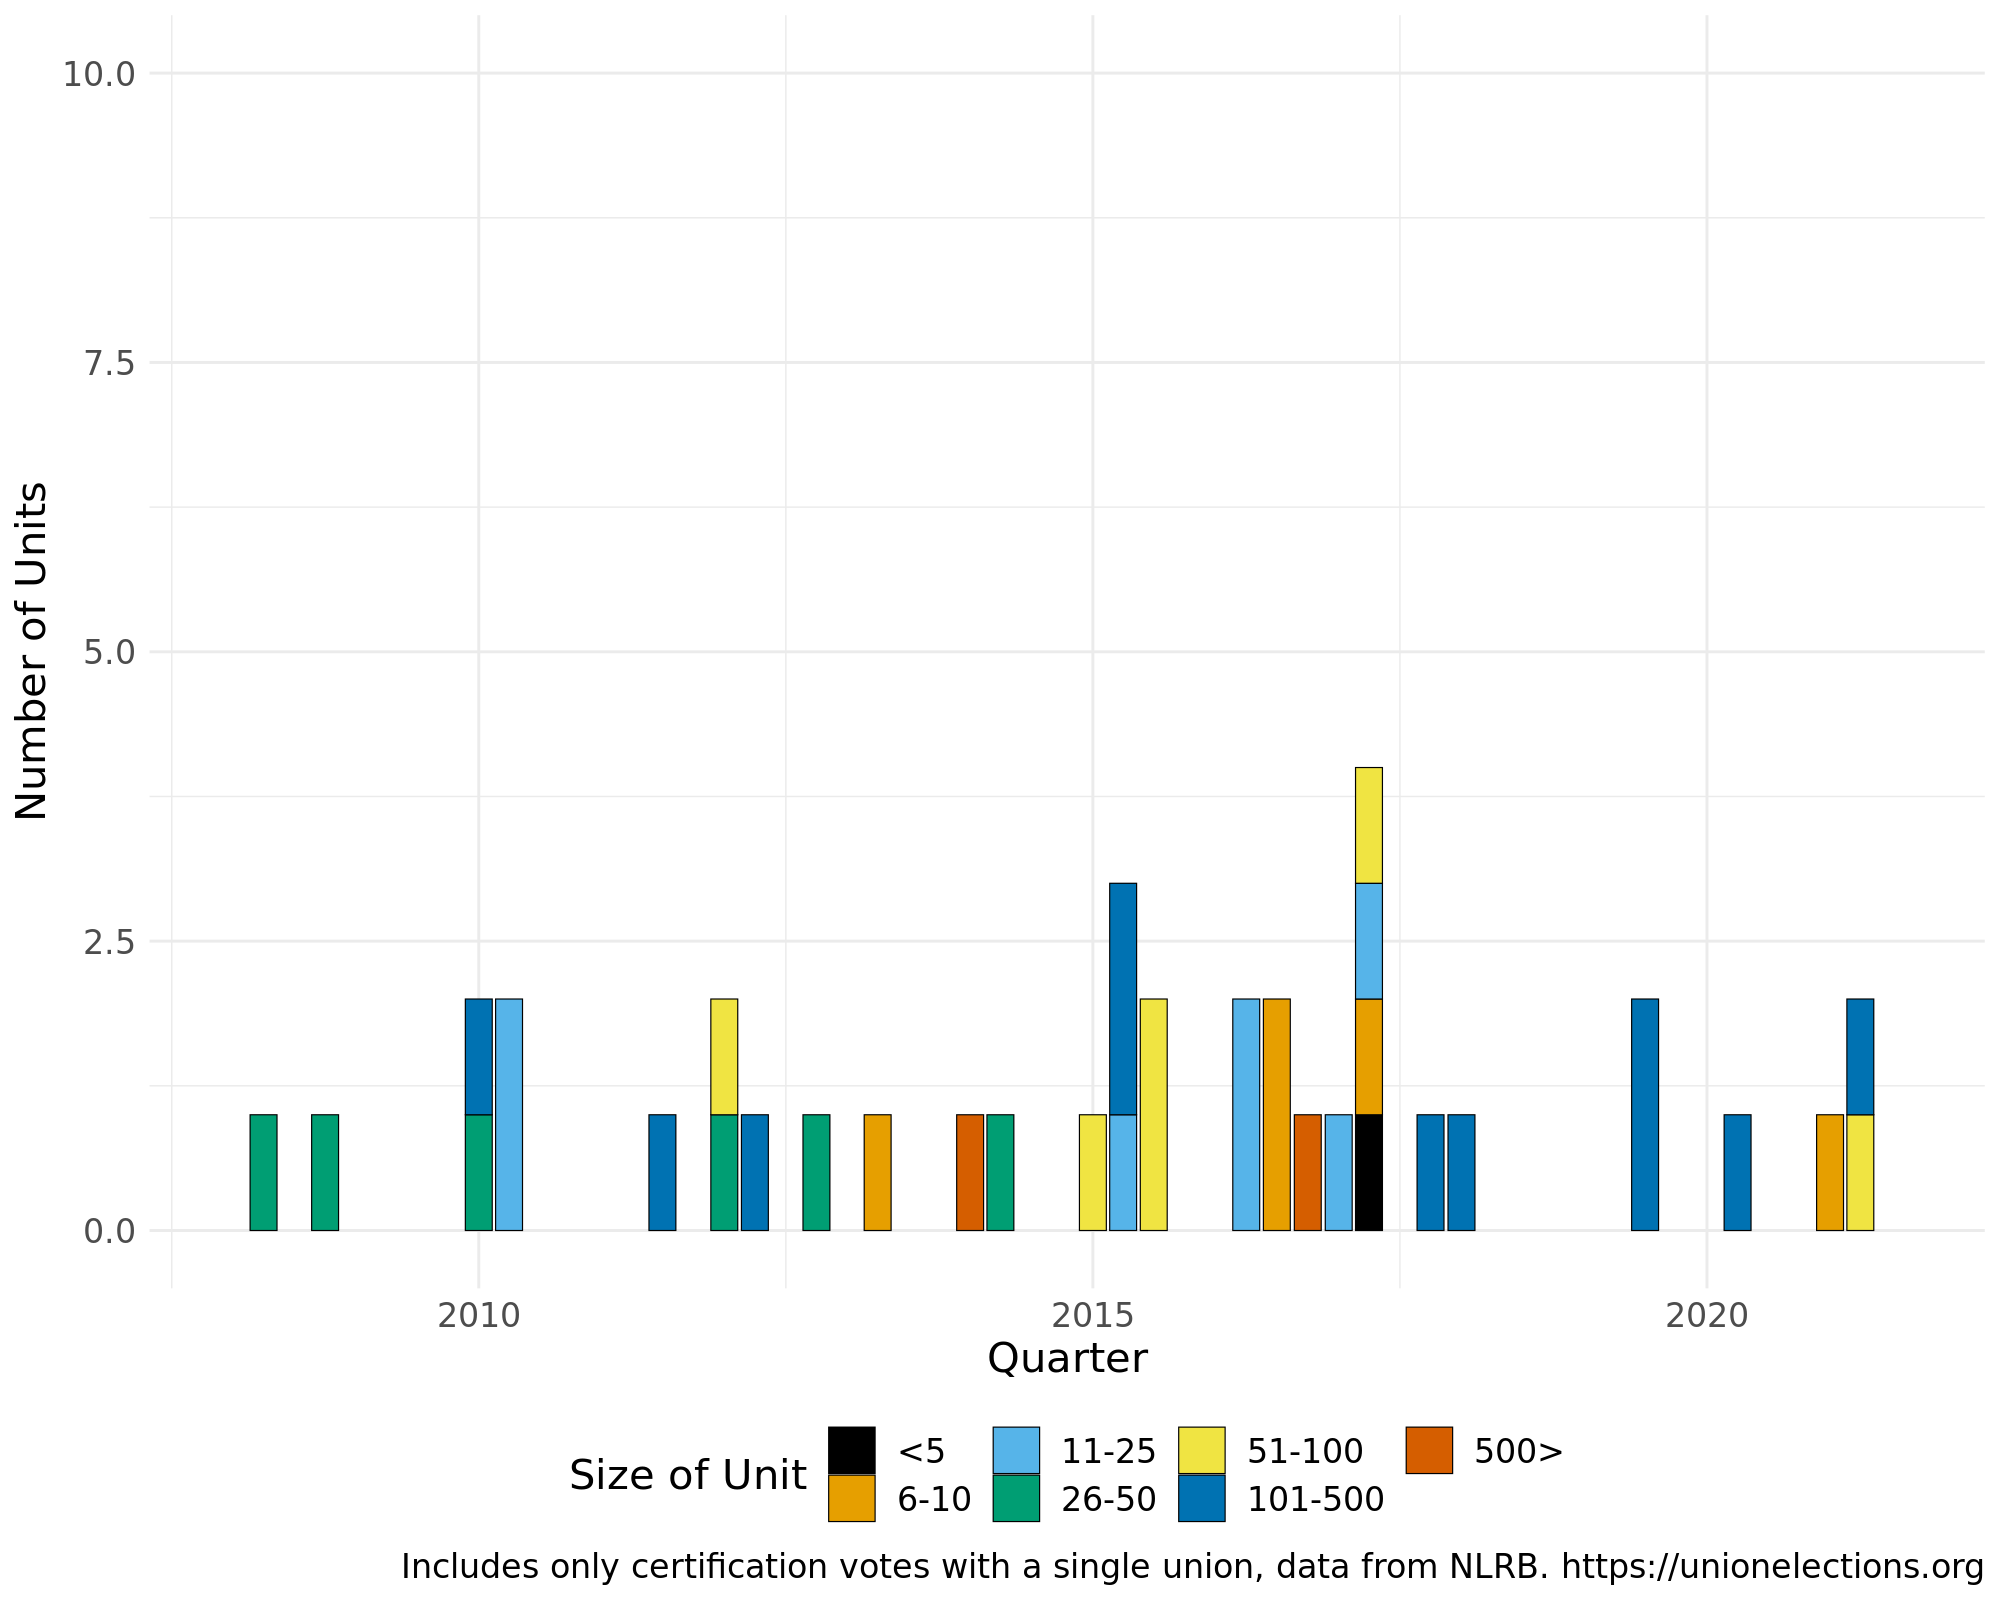 10.0
7.5
5.0
2.5
0.0
Number of Units
2010 2015 2020
Quarter
Size of Unit
<5 11-25 51-100 500>
6-10 26-50 101-500
Includes only certification votes with a single union, data from NLRB. https://unionelections.org